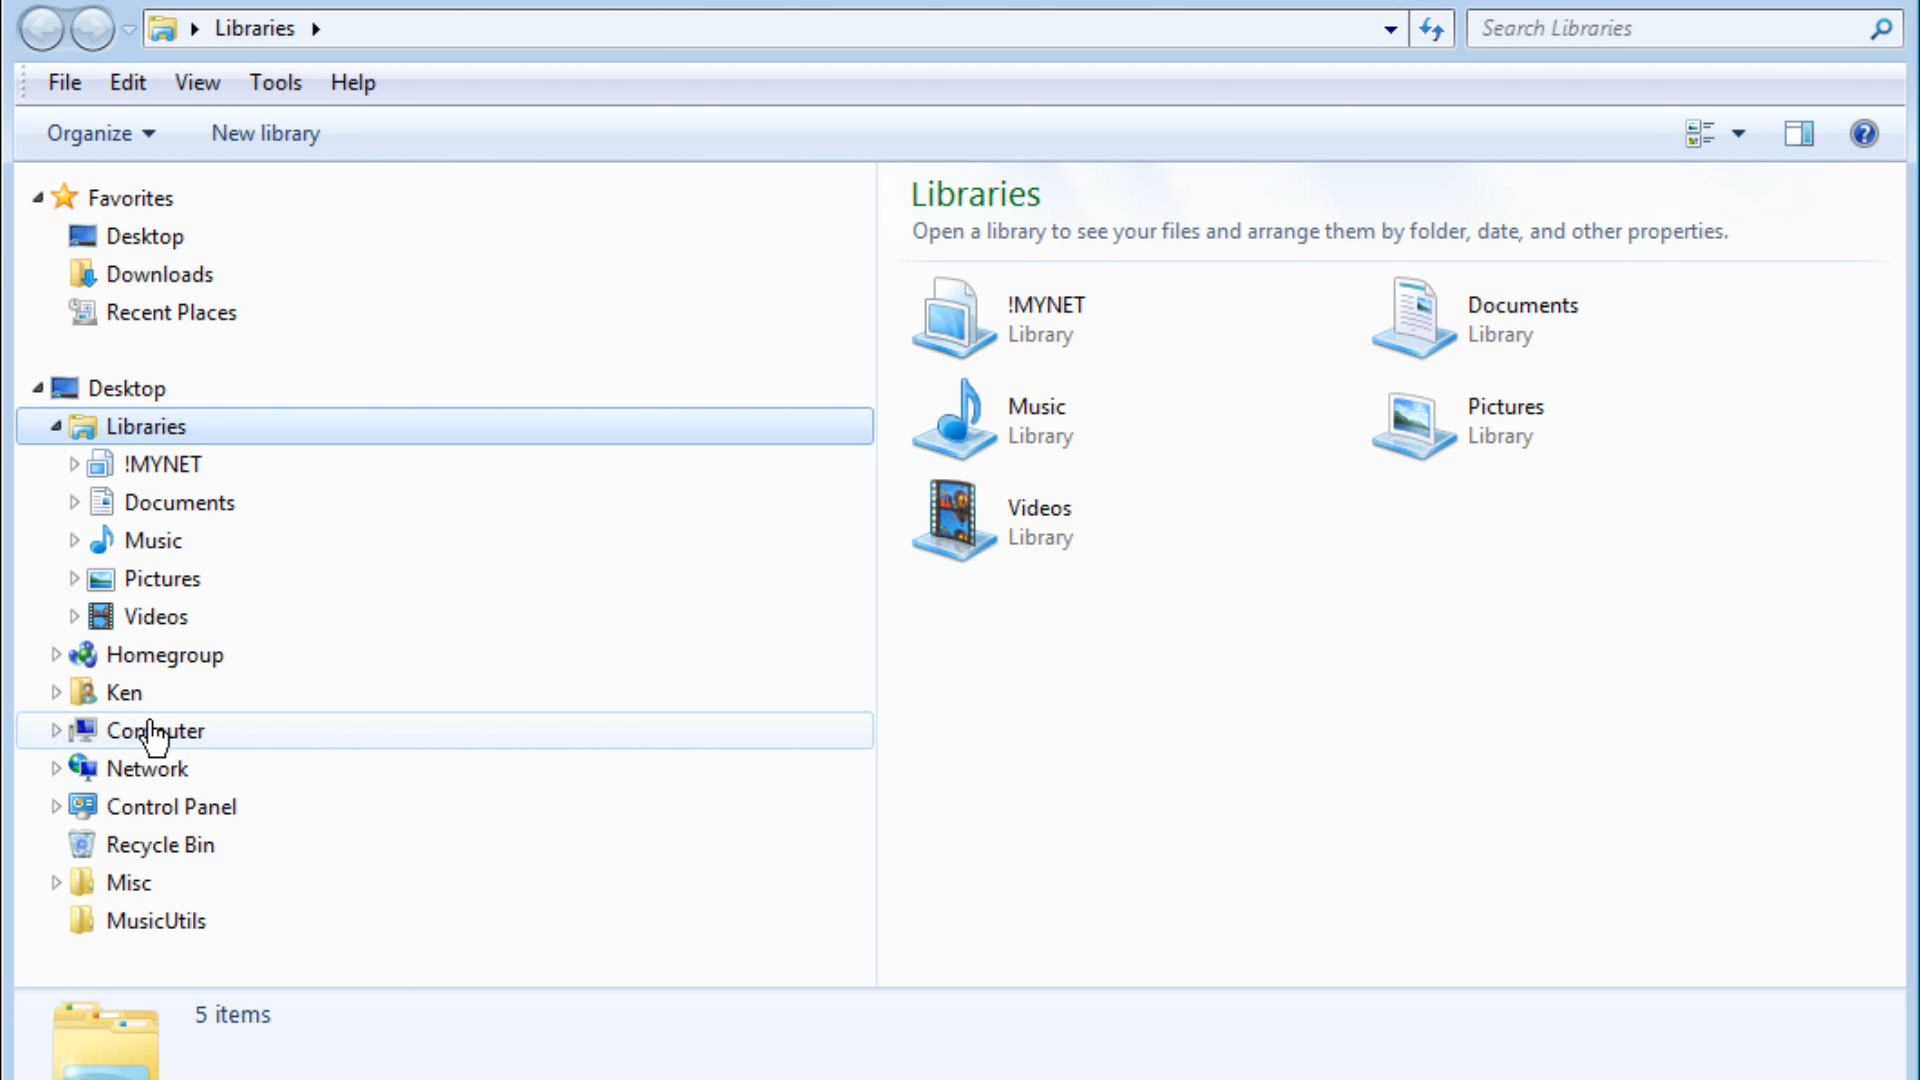 Libraries
Search Libraries
File Edit View Tools Help
Organize New library
Favorites
Desktop
Downloads
Recent Places
Desktop
Libraries
!MYNET
Documents
Music
Pictures
Videos
Homegroup
Ken
Computer
Network
Control Panel
Recycle Bin
Misc
MusicUtils
Libraries
Open a library to see your files and arrange them by folder, date, and other properties.
!MYNET
Library
Documents
Library
Music
Library
Pictures
Library
Videos
Library
5 items